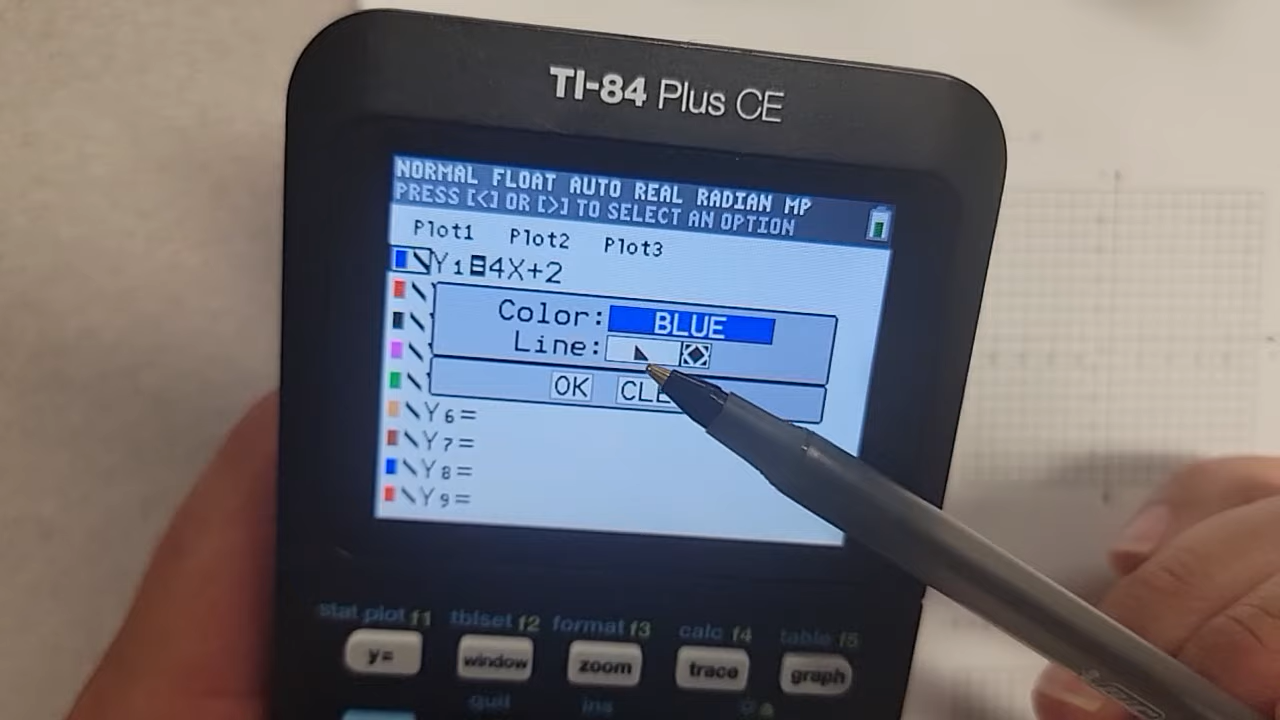 TI-84 Plus CE
NORMAL FLOAT AUTO REAL RADIAN MP
PRESS [<] OR [>] TO SELECT AN OPTION
Plot1 Plot2 Plot3
Y1=4X+2
Color: BLUE
Line:
OK
Y6=
Y7=
Y8=
Y9=
stat plot f1 tblset f2 format f3 calc f4 table f5
y= window zoom trace graph
quit ins